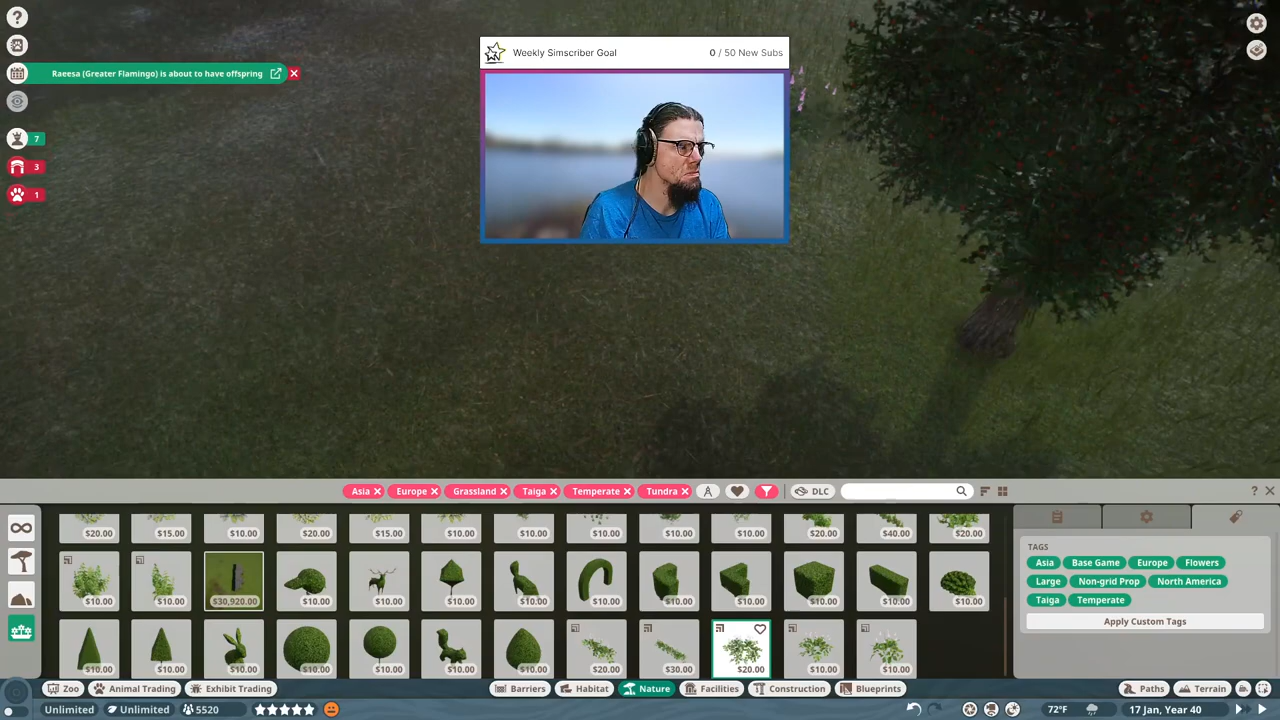 Weekly Simscriber Goal 0 / 50 New Subs
Raeesa (Greater Flamingo) is about to have offspring
7
3
1
Asia Europe Grassland Taiga Temperate Tundra DLC
$20.00 $15.00 $10.00 $20.00 $15.00 $10.00 $10.00 $10.00 $10.00 $10.00 $20.00 $40.00 $20.00
$10.00 $10.00 $30,920.00 $10.00 $10.00 $10.00 $10.00 $10.00 $10.00 $10.00 $10.00 $10.00 $10.00
$10.00 $10.00 $10.00 $10.00 $10.00 $10.00 $10.00 $20.00 $30.00 $20.00 $10.00 $10.00
TAGS
Asia Base Game Europe Flowers
Large Non-grid Prop North America
Taiga Temperate
Apply Custom Tags
Zoo Animal Trading Exhibit Trading Barriers Habitat Nature Facilities Construction Blueprints Paths Terrain
Unlimited Unlimited 5520 72°F 17 Jan, Year 40